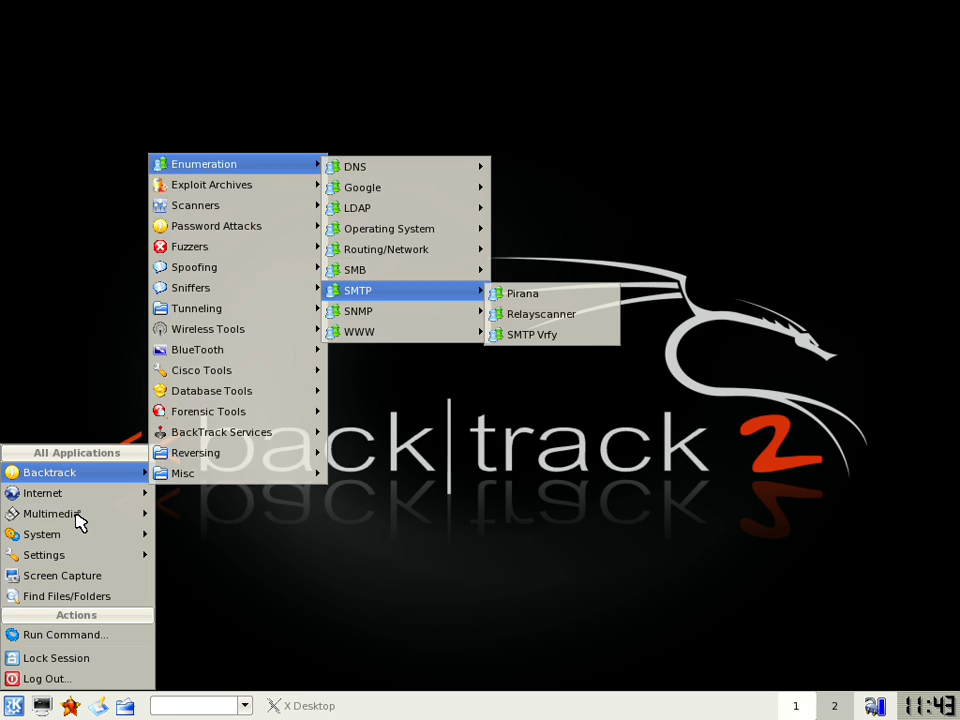 Enumeration
Exploit Archives
Scanners
Password Attacks
Fuzzers
Spoofing
Sniffers
Tunneling
Wireless Tools
BlueTooth
Cisco Tools
Database Tools
Forensic Tools
BackTrack Services
Reversing
Misc
DNS
Google
LDAP
Operating System
Routing/Network
SMB
SMTP
SNMP
WWW
Pirana
Relayscanner
SMTP Vrfy
<back|track 2
All Applications
Backtrack
Internet
Multimedia
System
Settings
Screen Capture
Find Files/Folders
Actions
Run Command...
Lock Session
Log Out...
X Desktop
1
2
11:43